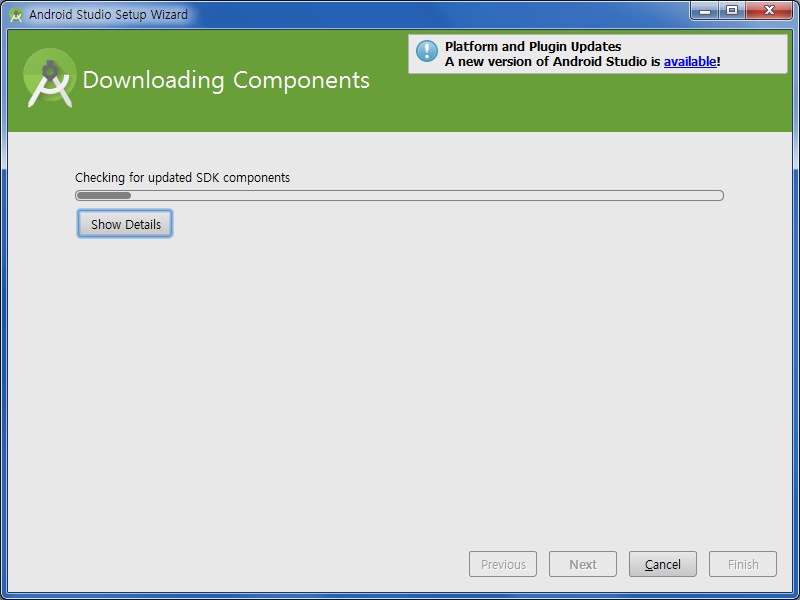 Android Studio Setup Wizard
Platform and Plugin Updates
A new version of Android Studio is available!
Downloading Components
Checking for updated SDK components
Show Details
Previous
Next
Cancel
Finish